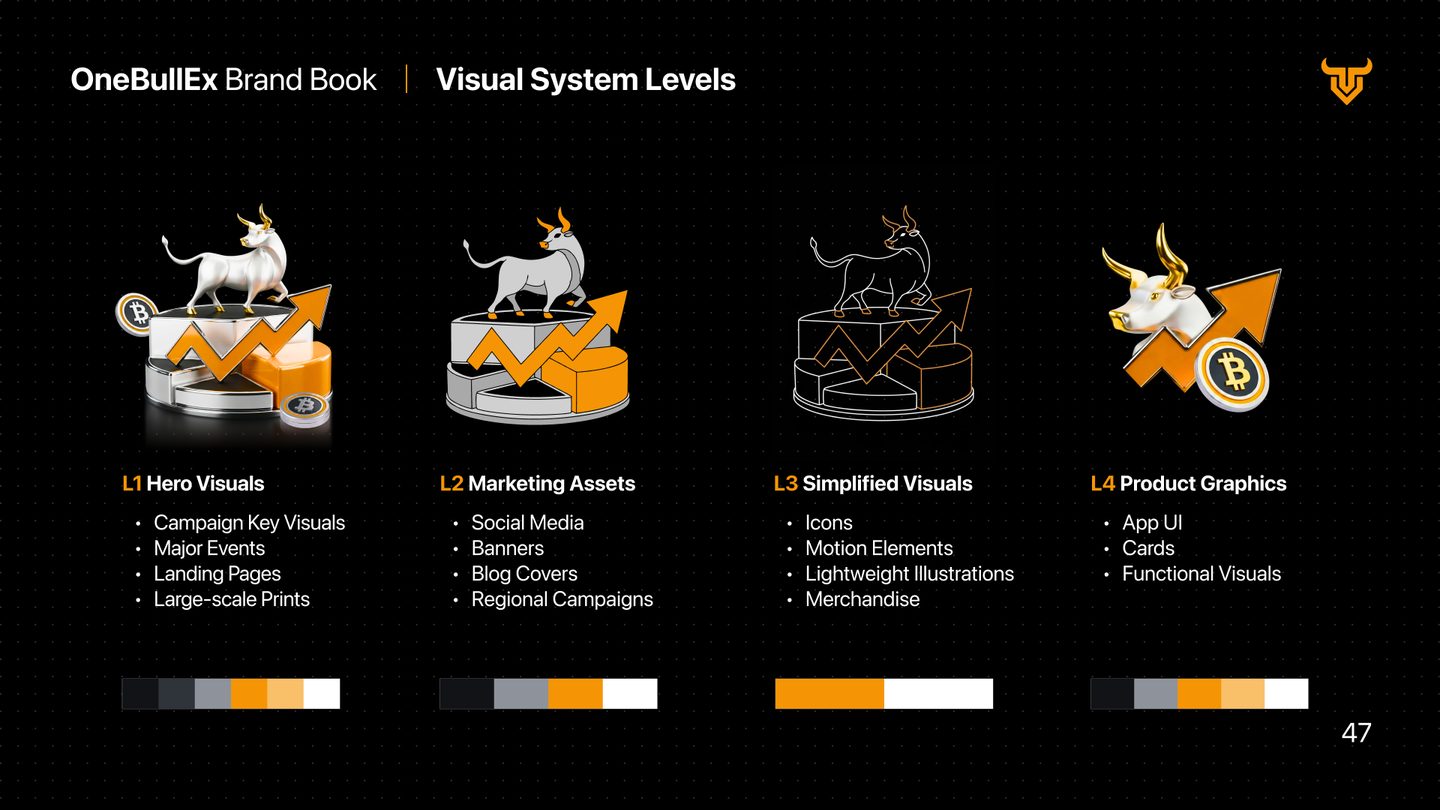 OneBullEx Brand Book | Visual System Levels
L1 Hero Visuals
• Campaign Key Visuals
• Major Events
• Landing Pages
• Large-scale Prints
L2 Marketing Assets
• Social Media
• Banners
• Blog Covers
• Regional Campaigns
L3 Simplified Visuals
• Icons
• Motion Elements
• Lightweight Illustrations
• Merchandise
L4 Product Graphics
• App UI
• Cards
• Functional Visuals
47